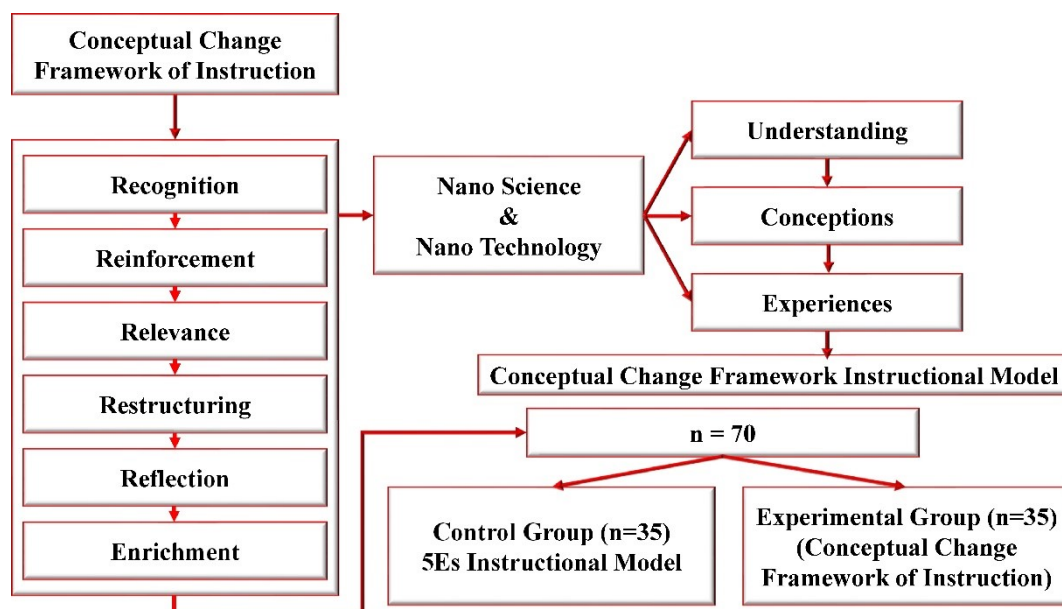 Conceptual Change
Framework of Instruction
Recognition
Reinforcement
Relevance
Restructuring
Reflection
Enrichment
Nano Science
&
Nano Technology
Understanding
Conceptions
Experiences
Conceptual Change Framework Instructional Model
n = 70
Control Group (n=35)
5Es Instructional Model
Experimental Group (n=35)
(Conceptual Change
Framework of Instruction)